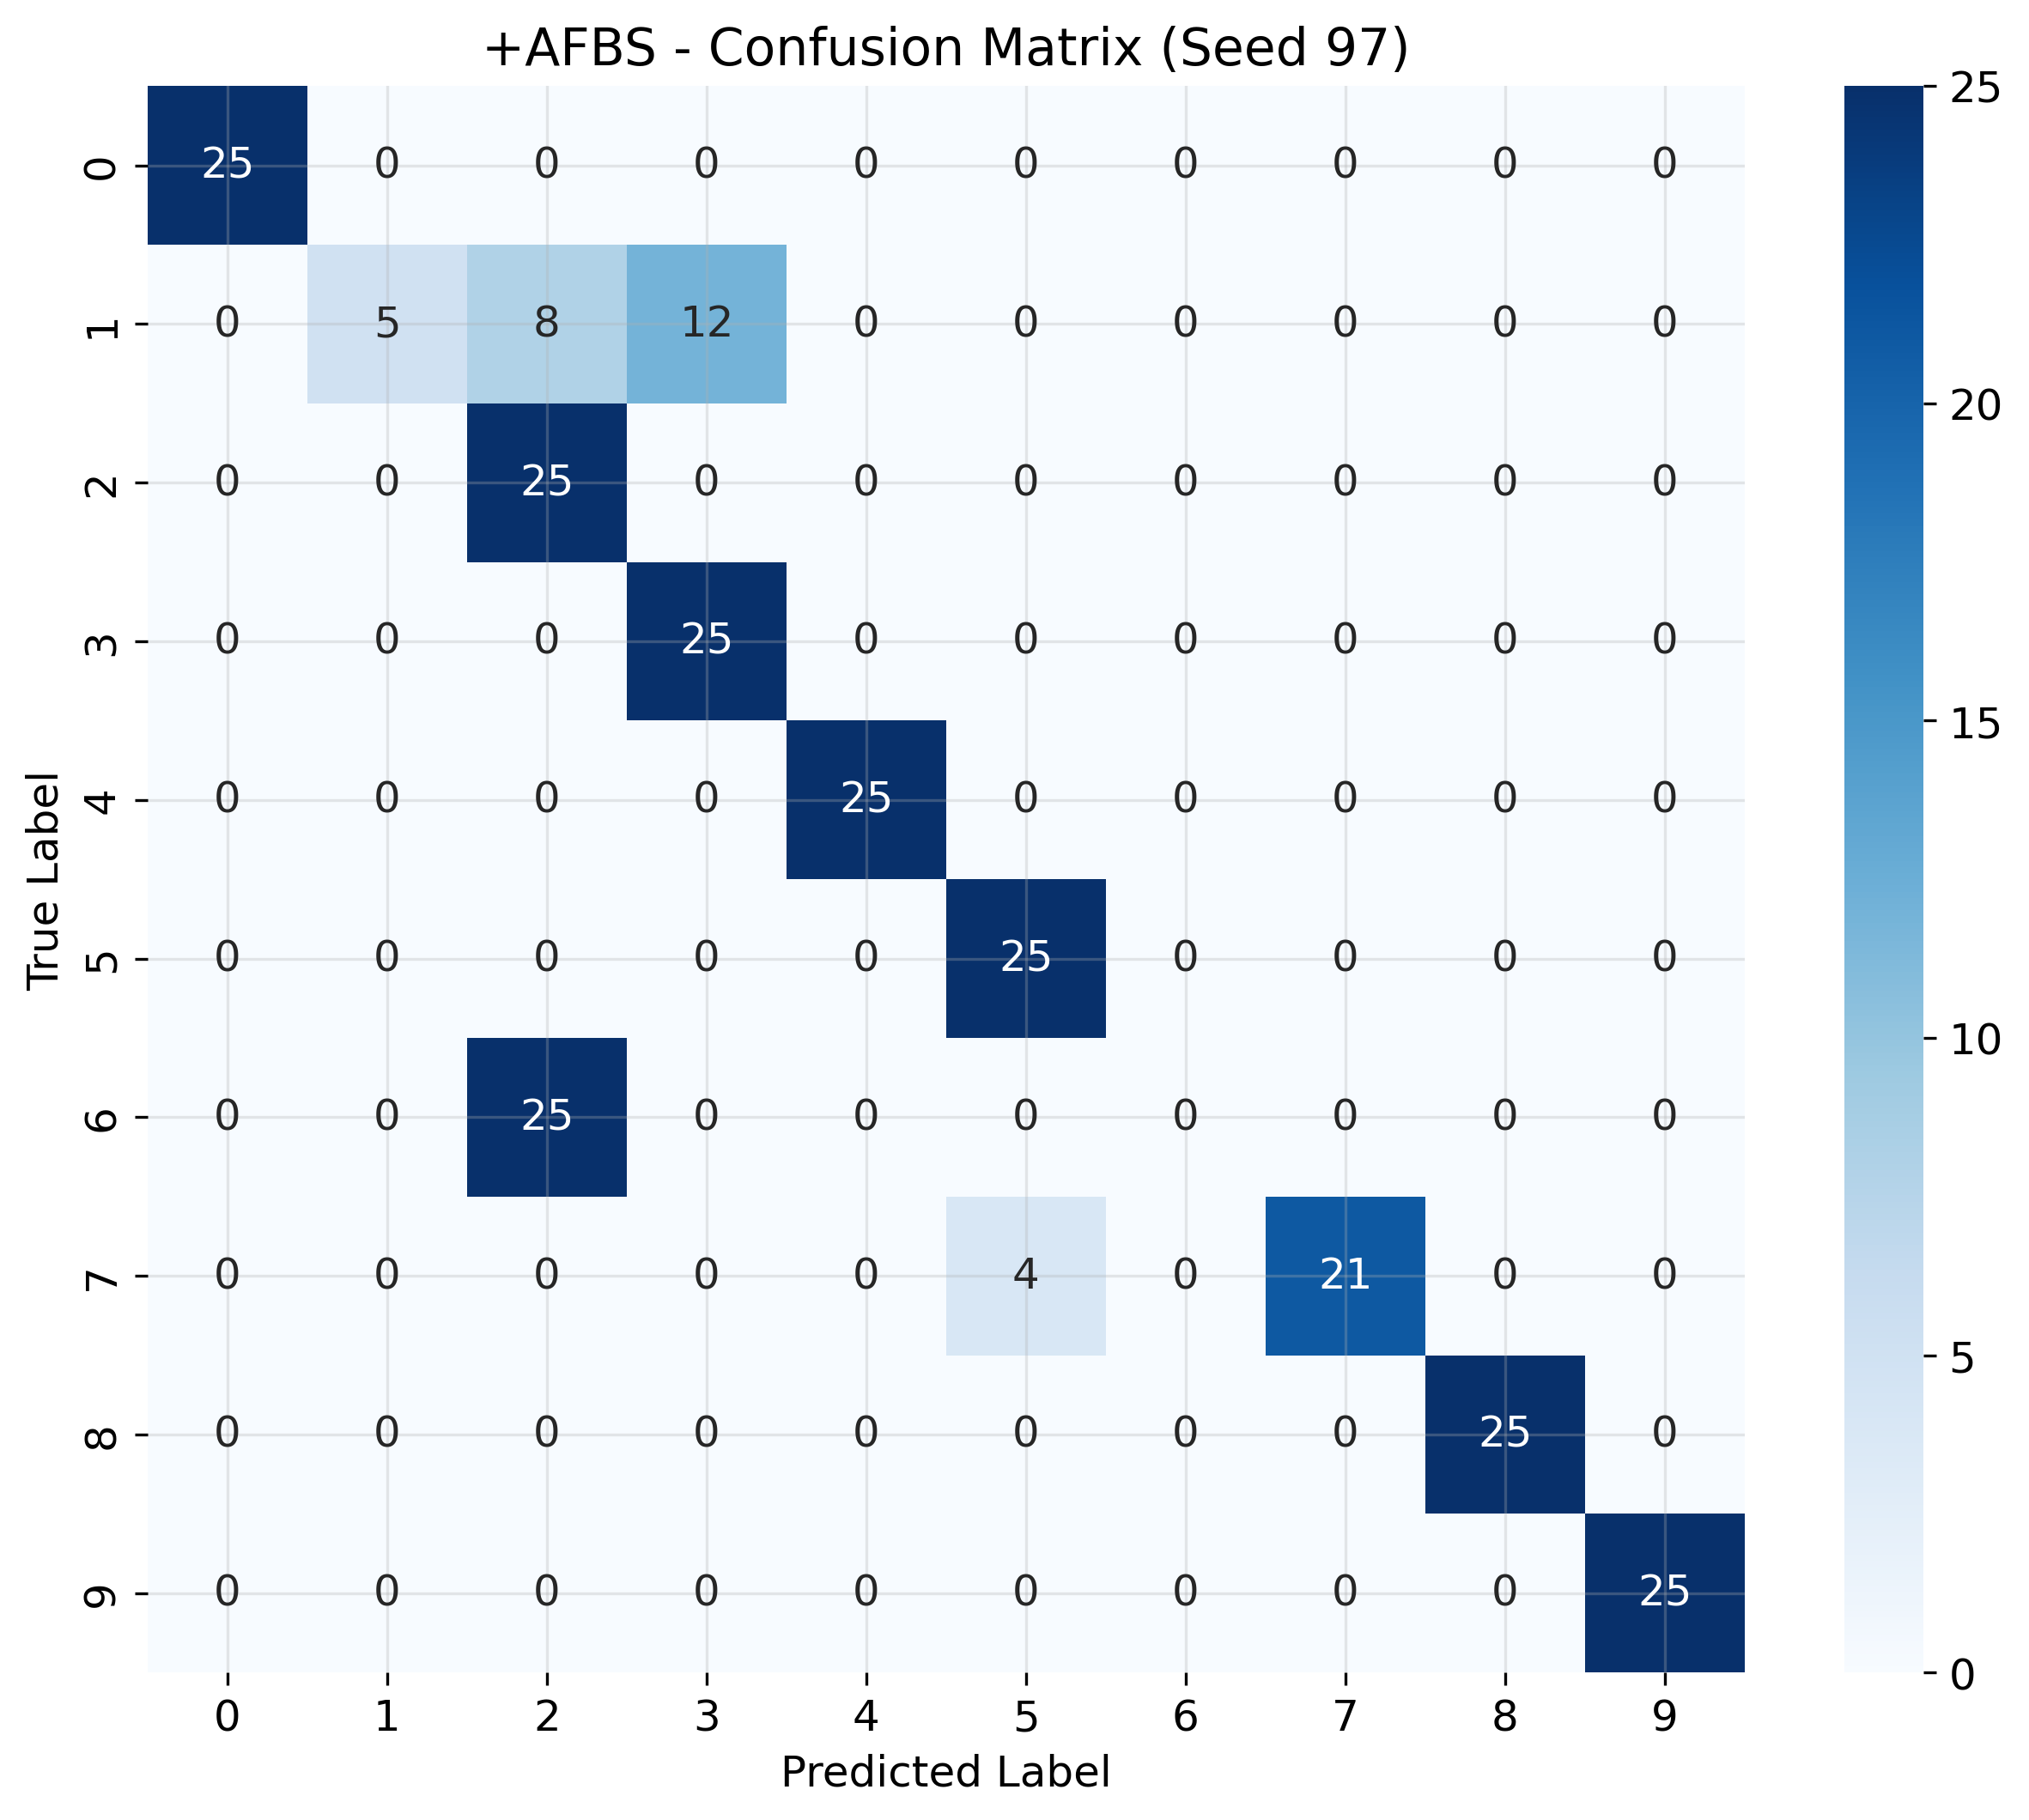 +AFBS - Confusion Matrix (Seed 97)
True Label
0 25 0 0 0 0 0 0 0 0 0
1 0 5 8 12 0 0 0 0 0 0
2 0 0 25 0 0 0 0 0 0 0
3 0 0 0 25 0 0 0 0 0 0
4 0 0 0 0 25 0 0 0 0 0
5 0 0 0 0 0 25 0 0 0 0
6 0 0 25 0 0 0 0 0 0 0
7 0 0 0 0 0 4 0 21 0 0
8 0 0 0 0 0 0 0 0 25 0
9 0 0 0 0 0 0 0 0 0 25
0 1 2 3 4 5 6 7 8 9
Predicted Label
25
20
15
10
5
0